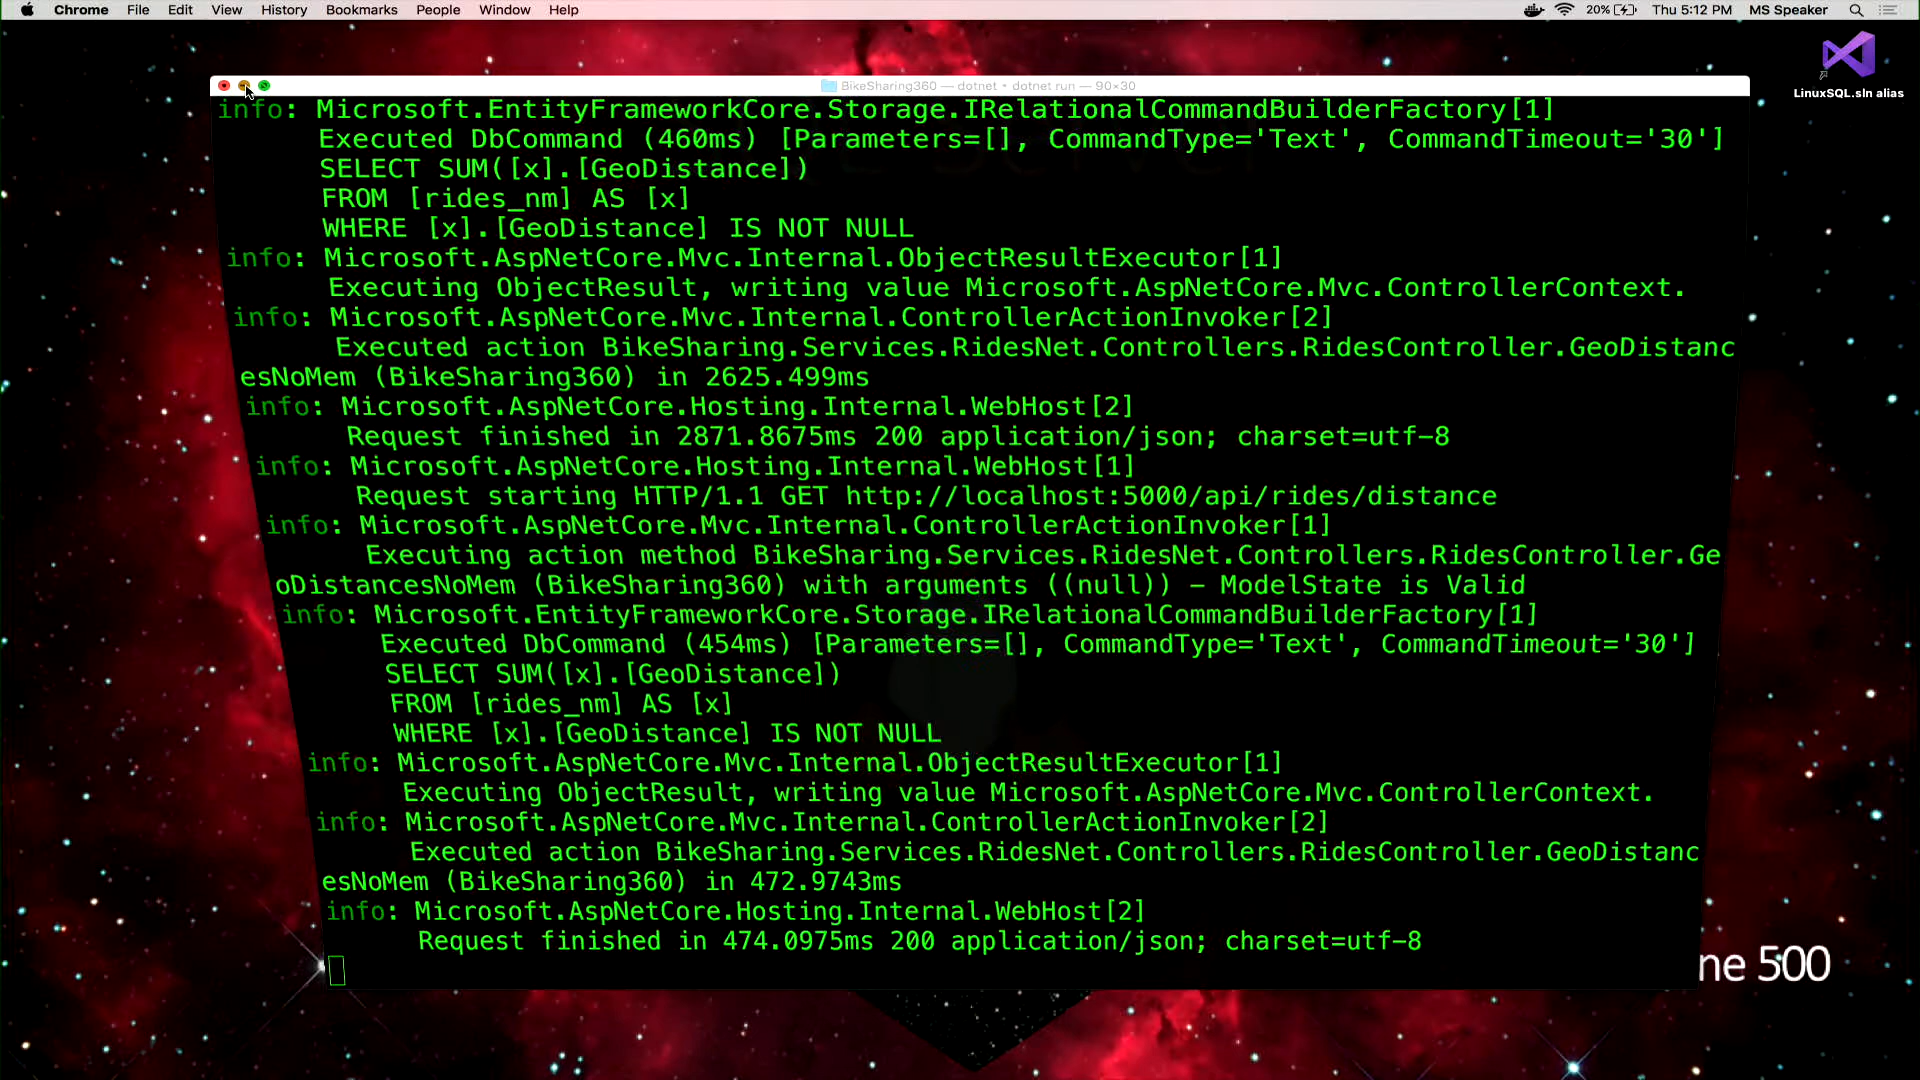 Chrome File Edit View History Bookmarks People Window Help 20% Thu 5:12 PM MS Speaker
LinuxSQL.sln alias
BikeSharing360 — dotnet • dotnet run — 90×30
info: Microsoft.EntityFrameworkCore.Storage.IRelationalCommandBuilderFactory[1]
Executed DbCommand (460ms) [Parameters=[], CommandType='Text', CommandTimeout='30']
SELECT SUM([x].[GeoDistance])
FROM [rides_nm] AS [x]
WHERE [x].[GeoDistance] IS NOT NULL
info: Microsoft.AspNetCore.Mvc.Internal.ObjectResultExecutor[1]
Executing ObjectResult, writing value Microsoft.AspNetCore.Mvc.ControllerContext.
info: Microsoft.AspNetCore.Mvc.Internal.ControllerActionInvoker[2]
Executed action BikeSharing.Services.RidesNet.Controllers.RidesController.GeoDistanc
esNoMem (BikeSharing360) in 2625.499ms
info: Microsoft.AspNetCore.Hosting.Internal.WebHost[2]
Request finished in 2871.8675ms 200 application/json; charset=utf-8
info: Microsoft.AspNetCore.Hosting.Internal.WebHost[1]
Request starting HTTP/1.1 GET http://localhost:5000/api/rides/distance
info: Microsoft.AspNetCore.Mvc.Internal.ControllerActionInvoker[1]
Executing action method BikeSharing.Services.RidesNet.Controllers.RidesController.Ge
oDistancesNoMem (BikeSharing360) with arguments ((null)) - ModelState is Valid
info: Microsoft.EntityFrameworkCore.Storage.IRelationalCommandBuilderFactory[1]
Executed DbCommand (454ms) [Parameters=[], CommandType='Text', CommandTimeout='30']
SELECT SUM([x].[GeoDistance])
FROM [rides_nm] AS [x]
WHERE [x].[GeoDistance] IS NOT NULL
info: Microsoft.AspNetCore.Mvc.Internal.ObjectResultExecutor[1]
Executing ObjectResult, writing value Microsoft.AspNetCore.Mvc.ControllerContext.
info: Microsoft.AspNetCore.Mvc.Internal.ControllerActionInvoker[2]
Executed action BikeSharing.Services.RidesNet.Controllers.RidesController.GeoDistanc
esNoMem (BikeSharing360) in 472.9743ms
info: Microsoft.AspNetCore.Hosting.Internal.WebHost[2]
Request finished in 474.0975ms 200 application/json; charset=utf-8
ne 500